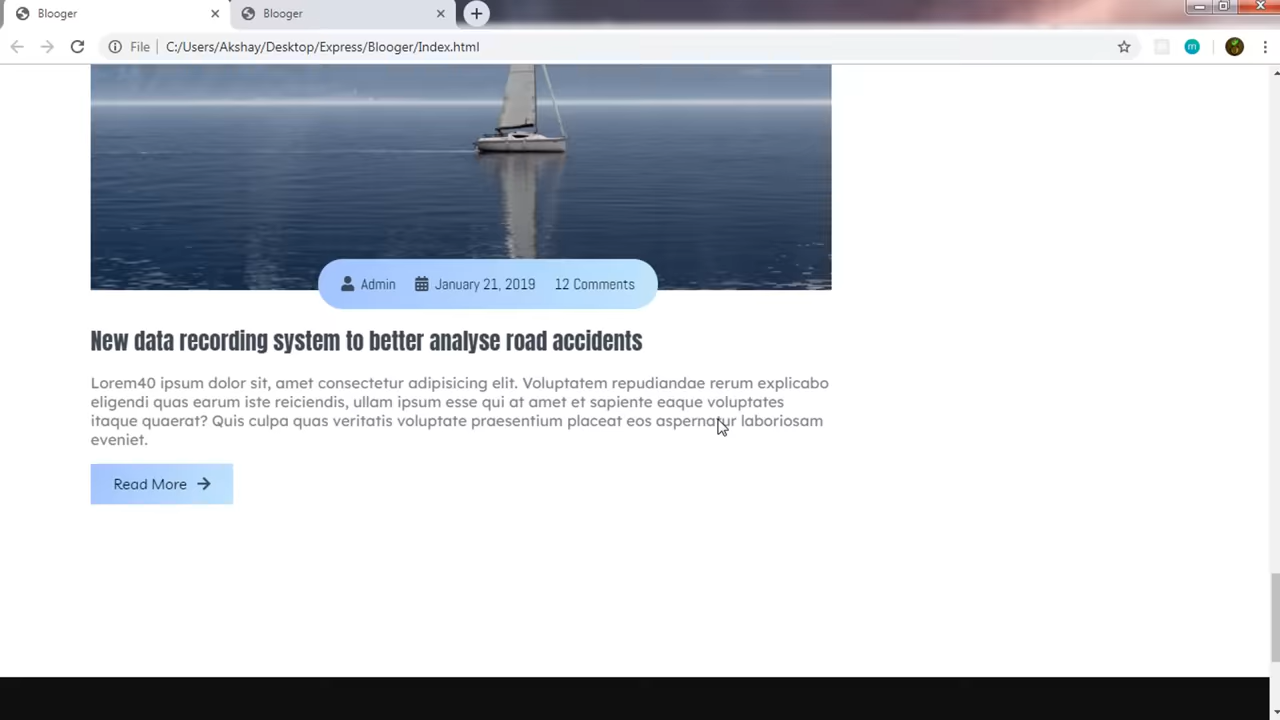 Blooger
Blooger
File C:/Users/Akshay/Desktop/Express/Blooger/Index.html
m
Admin January 21, 2019 12 Comments
New data recording system to better analyse road accidents
Lorem40 ipsum dolor sit, amet consectetur adipisicing elit. Voluptatem repudiandae rerum explicabo
eligendi quas earum iste reiciendis, ullam ipsum esse qui at amet et sapiente eaque voluptates
itaque quaerat? Quis culpa quas veritatis voluptate praesentium placeat eos aspernatur laboriosam
eveniet.
Read More